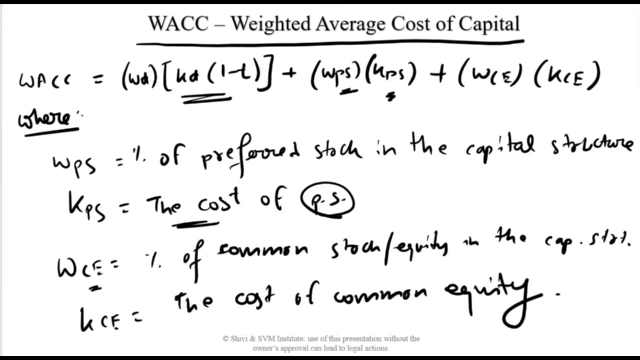 WACC – Weighted Average Cost of Capital
WACC = (wd) [kd (1-t)] + (wps) (kps) + (WCE) (KCE)
where:
WPS = % of preferred stock in the capital structure
KPS = The cost of p.s.
WCE = % of common stock/equity in the cap. strt.
KCE = The cost of common equity.
© Shivi & SVM Institute: use of this presentation without the
owner's approval can lead to legal actions.